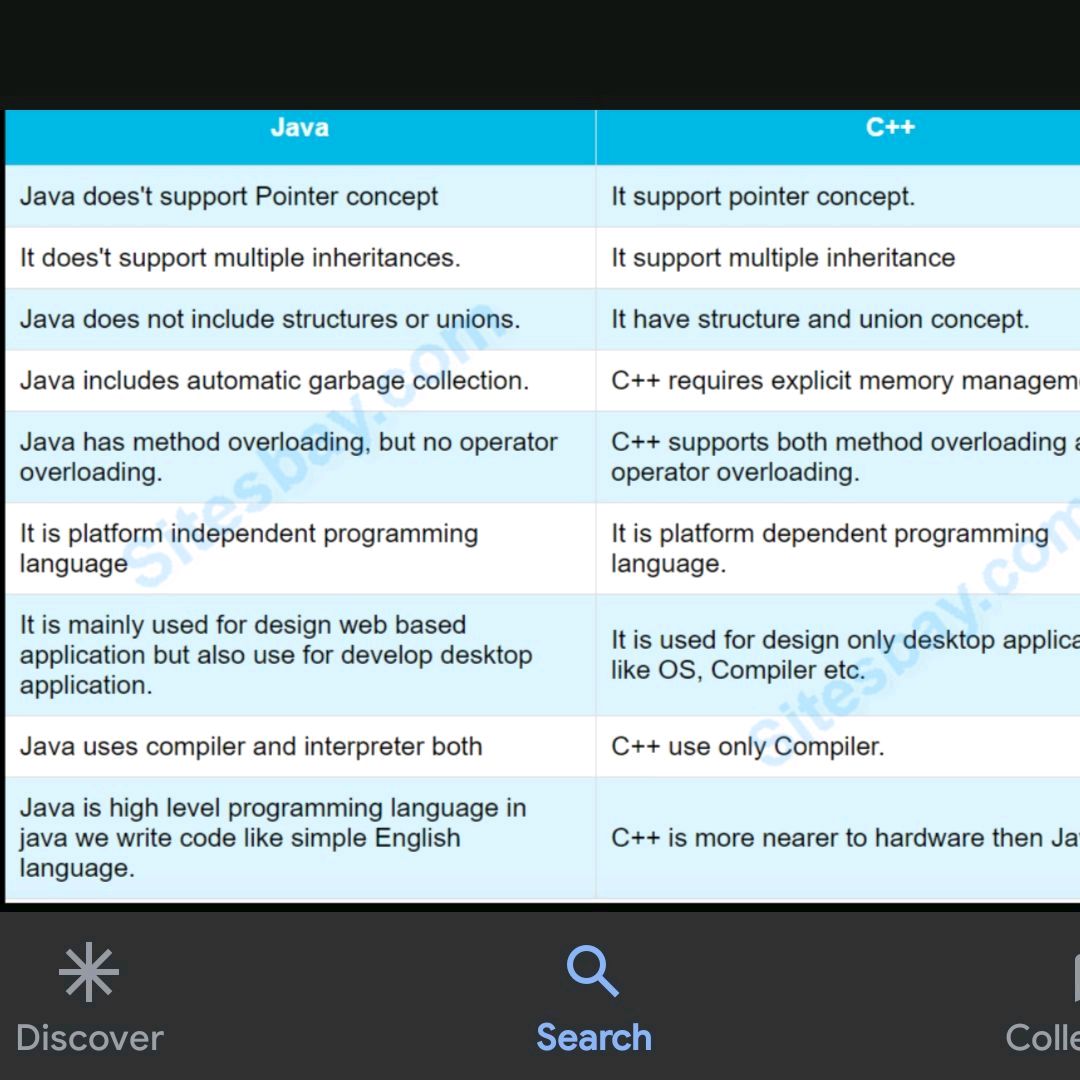 Java
C++
Java does't support Pointer concept
It support pointer concept.
It does't support multiple inheritances.
It support multiple inheritance
Java does not include structures or unions.
It have structure and union concept.
Java includes automatic garbage collection.
C++ requires explicit memory managem
Java has method overloading, but no operator
overloading.
C++ supports both method overloading a
operator overloading.
It is platform independent programming
language
It is platform dependent programming
language.
It is mainly used for design web based
application but also use for develop desktop
application.
It is used for design only desktop applica
like OS, Compiler etc.
Java uses compiler and interpreter both
C++ use only Compiler.
Java is high level programming language in
java we write code like simple English
language.
C++ is more nearer to hardware then Ja
Sitesbay.com
Sitesbay.com
Discover
Search
Colle